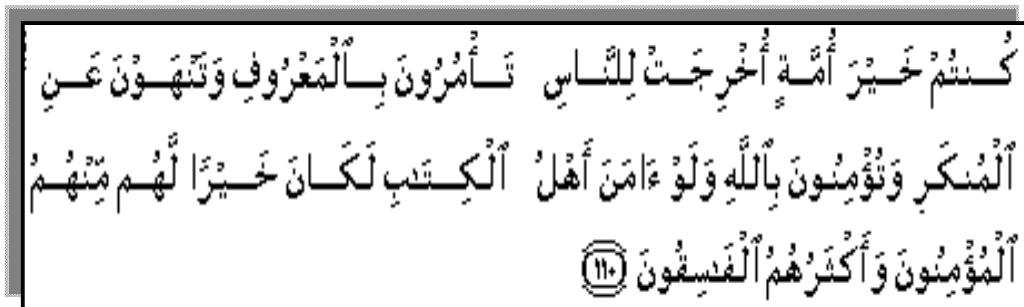 كُنتُمْ خَيْرَ أُمَّةٍ أُخْرِجَتْ لِلنَّاسِ تَأْمُرُونَ بِٱلْمَعْرُوفِ وَتَنْهَوْنَ عَنِ
ٱلْمُنكَرِ وَتُؤْمِنُونَ بِٱللَّهِ وَلَوْ ءَامَنَ أَهْلُ ٱلْكِتَٰبِ لَكَانَ خَيْرًا لَّهُم مِّنْهُمُ
ٱلْمُؤْمِنُونَ وَأَكْثَرُهُمُ ٱلْفَٰسِقُونَ ١١٠